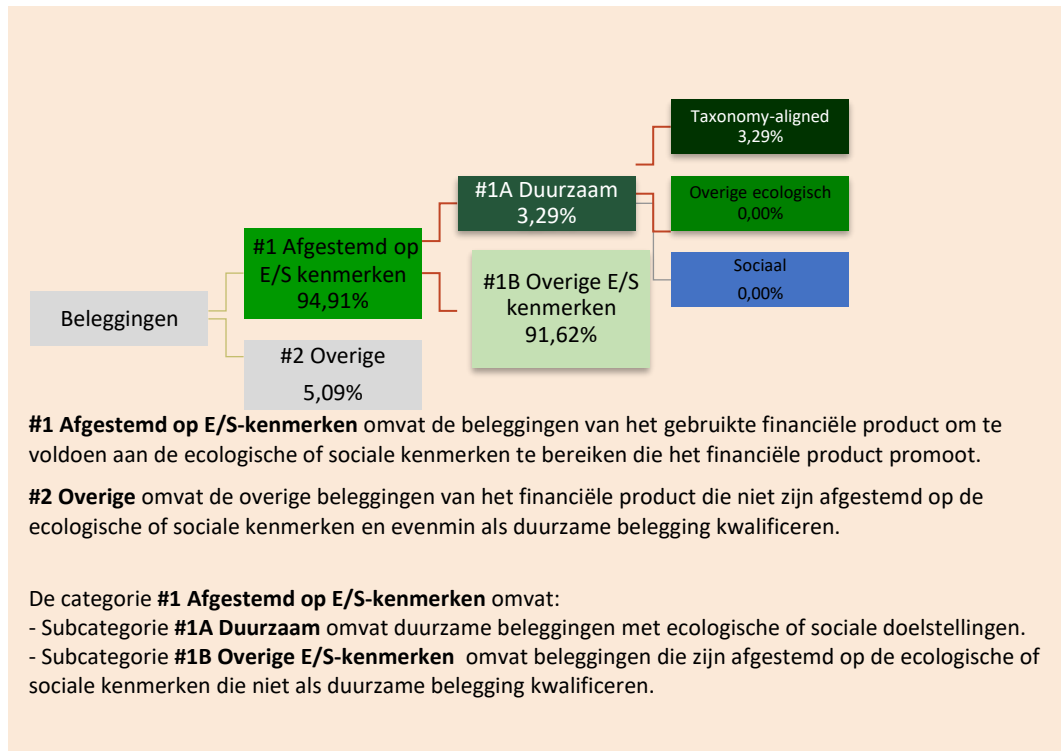 Taxonomy-aligned
3,29%
#1A Duurzaam
3,29%
Overige ecologisch
0,00%
#1 Afgestemd op
E/S kenmerken
94,91%
#1B Overige E/S
kenmerken
91,62%
Sociaal
0,00%
Beleggingen
#2 Overige
5,09%
#1 Afgestemd op E/S-kenmerken omvat de beleggingen van het gebruikte financiële product om te
voldoen aan de ecologische of sociale kenmerken te bereiken die het financiële product promoot.
#2 Overige omvat de overige beleggingen van het financiële product die niet zijn afgestemd op de
ecologische of sociale kenmerken en evenmin als duurzame belegging kwalificeren.
De categorie #1 Afgestemd op E/S-kenmerken omvat:
- Subcategorie #1A Duurzaam omvat duurzame beleggingen met ecologische of sociale doelstellingen.
- Subcategorie #1B Overige E/S-kenmerken omvat beleggingen die zijn afgestemd op de ecologische of
sociale kenmerken die niet als duurzame belegging kwalificeren.